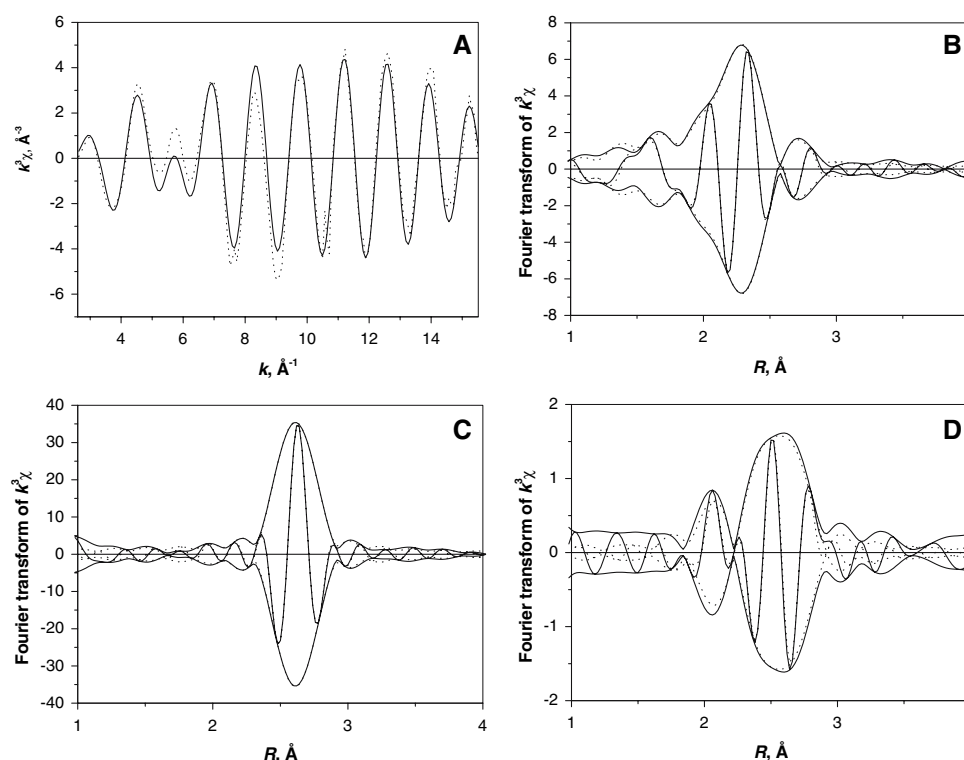 A
k³χ, Å⁻³
6
4
2
0
-2
-4
-6
4 6 8 10 12 14
k, Å⁻¹
B
Fourier transform of k³χ
8
6
4
2
0
-2
-4
-6
-8
1 2 3
R, Å
C
Fourier transform of k³χ
40
30
20
10
0
-10
-20
-30
-40
1 2 3 4
R, Å
D
Fourier transform of k³χ
2
1
0
-1
-2
1 2 3
R, Å